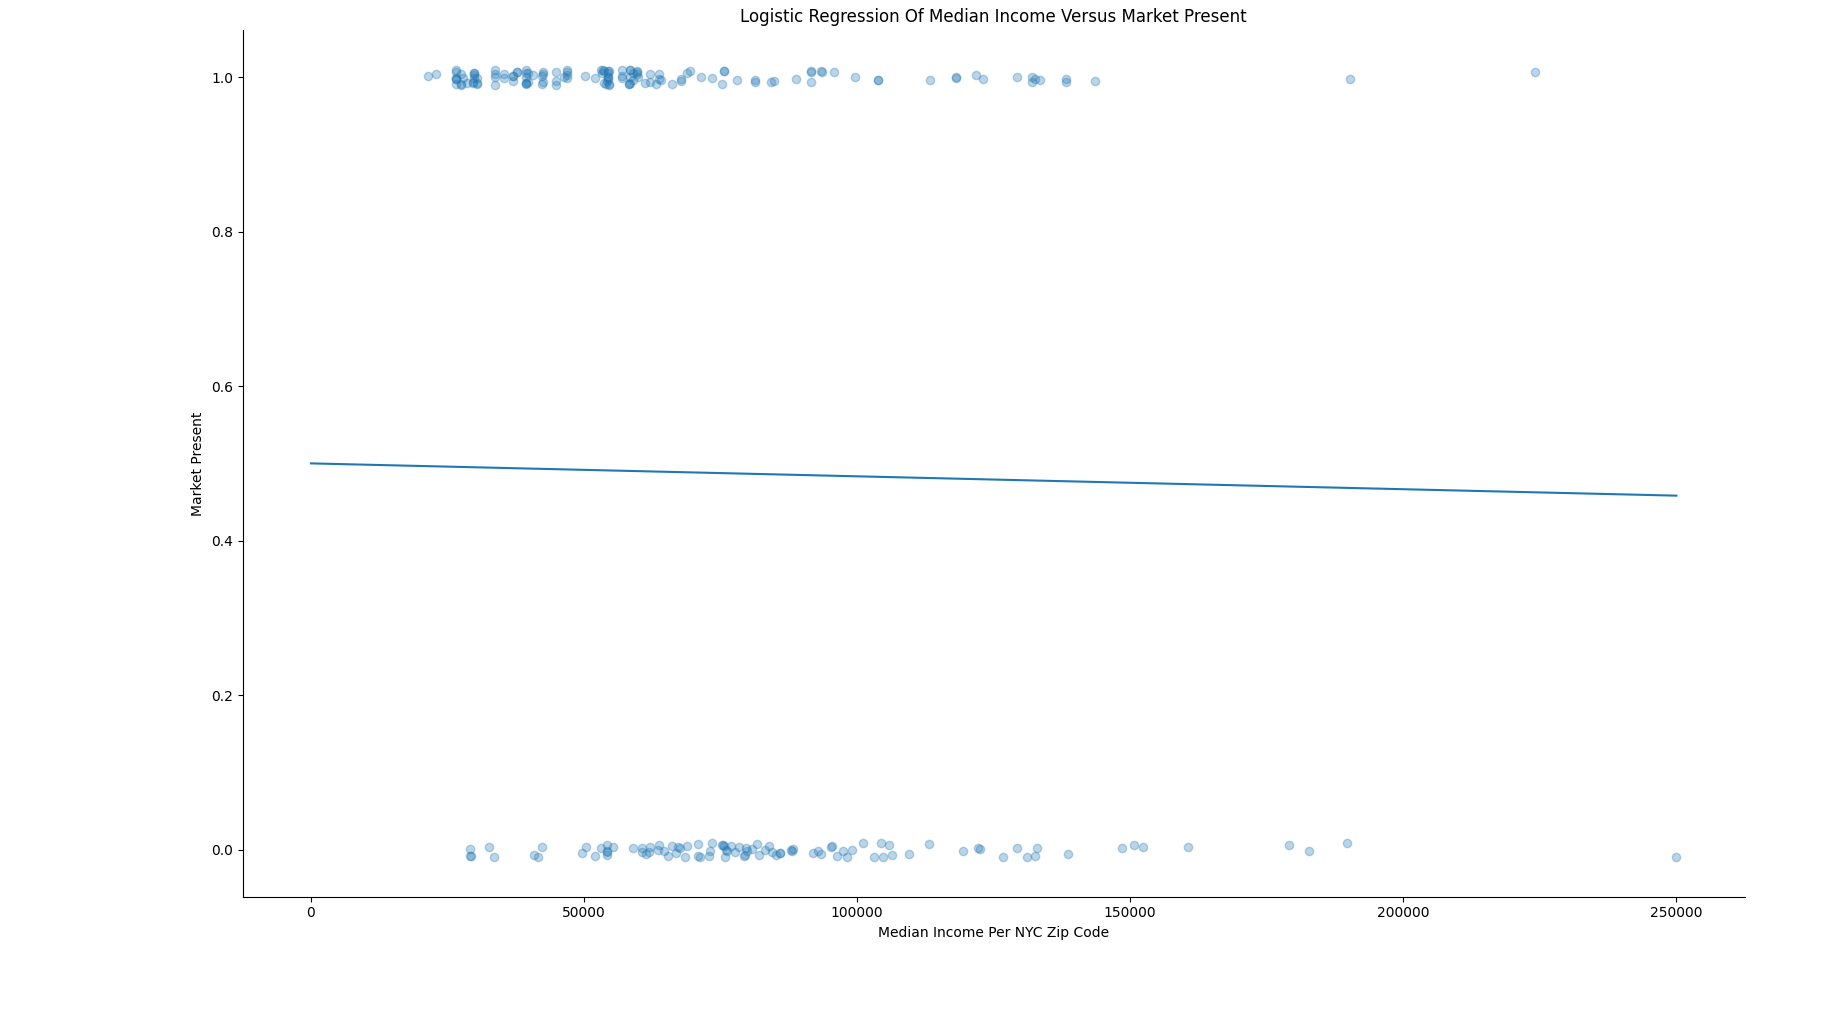 Logistic Regression Of Median Income Versus Market Present
1.0
0.8
0.6
0.4
0.2
0.0
Market Present
0 50000 100000 150000 200000 250000
Median Income Per NYC Zip Code